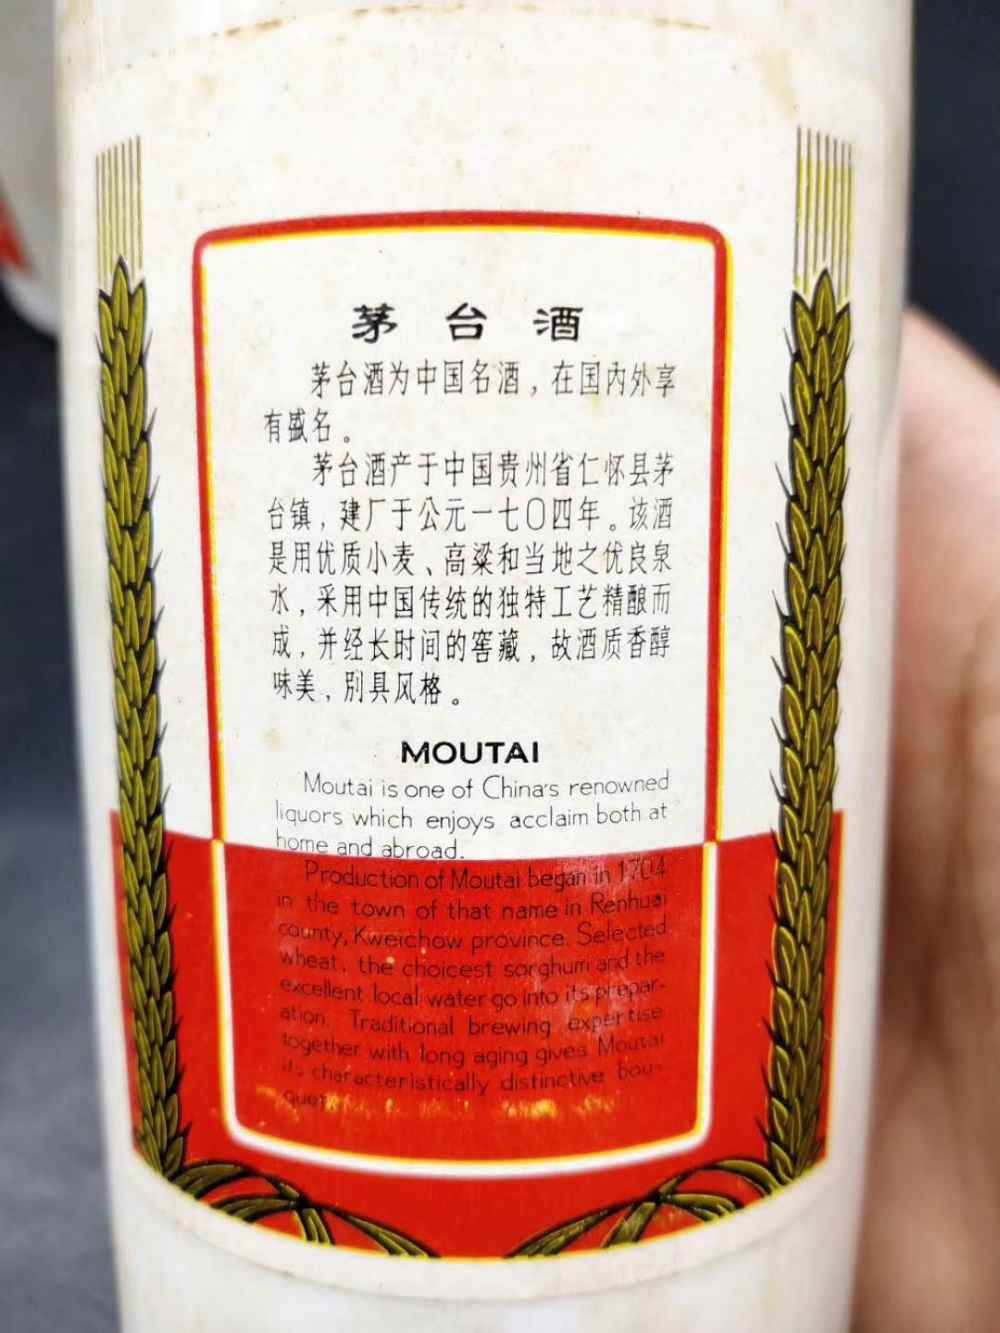 茅台酒
茅台酒为中国名酒，在国内外享
有盛名。
茅台酒产于中国贵州省仁怀县茅
台镇，建厂于公元一七〇四年。该酒
是用优质小麦、高粱和当地之优良泉
水，采用中国传统的独特工艺精酿而
成，并经长时间的窖藏，故酒质香醇
味美，别具风格。
MOUTAI
Moutai is one of China's renowned
liquors which enjoys acclaim both at
home and abroad.
Production of Moutai began in 1704
in the town of that name in Renhuai
county, Kweichow province. Selected
wheat, the choicest sorghum and the
excellent local water go into its prepar-
ation. Traditional brewing expertise
together with long aging gives Moutai
its characteristically distinctive bou-
quet.